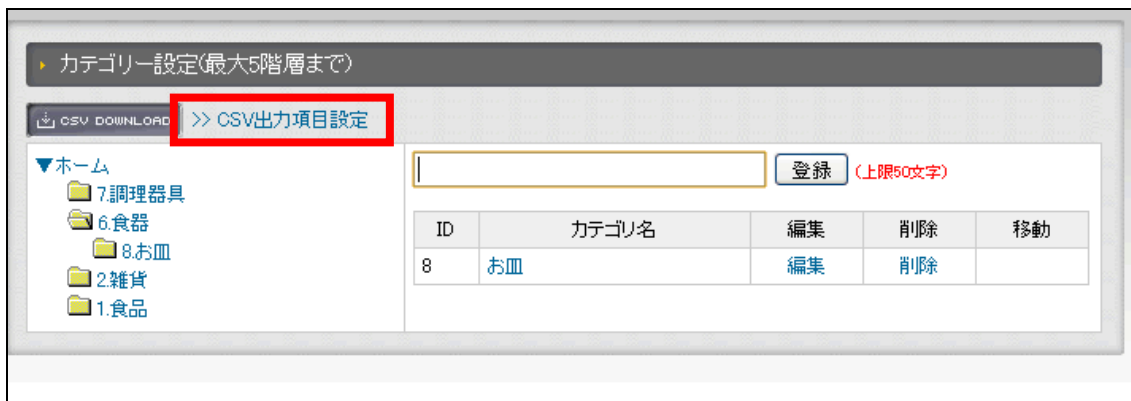 カテゴリー設定(最大5階層まで)
CSV DOWNLOAD >> CSV出力項目設定
▼ホーム
7.調理器具
6.食器
8.お皿
2.雑貨
1.食品
登録 (上限50文字)
ID カテゴリ名 編集 削除 移動
8 お皿 編集 削除